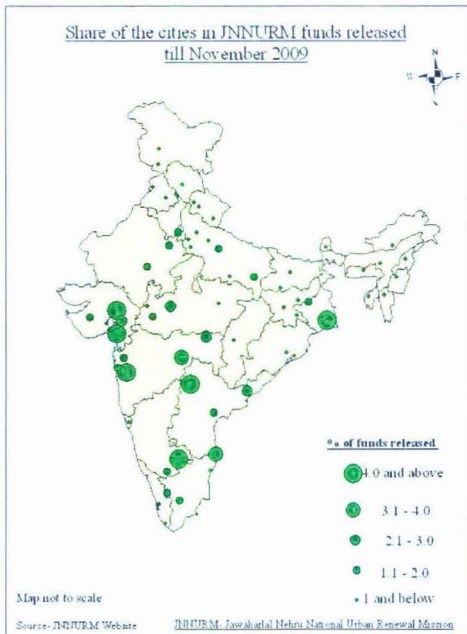 Share of the cities in JNNURM funds released
till November 2009
N
W E
S
% of funds released
4.0 and above
3.1 - 4.0
2.1 - 3.0
1.1 - 2.0
1 and below
Map not to scale
Source- JNNURM Website
JNNURM- Jawaharlal Nehru National Urban Renewal Mission